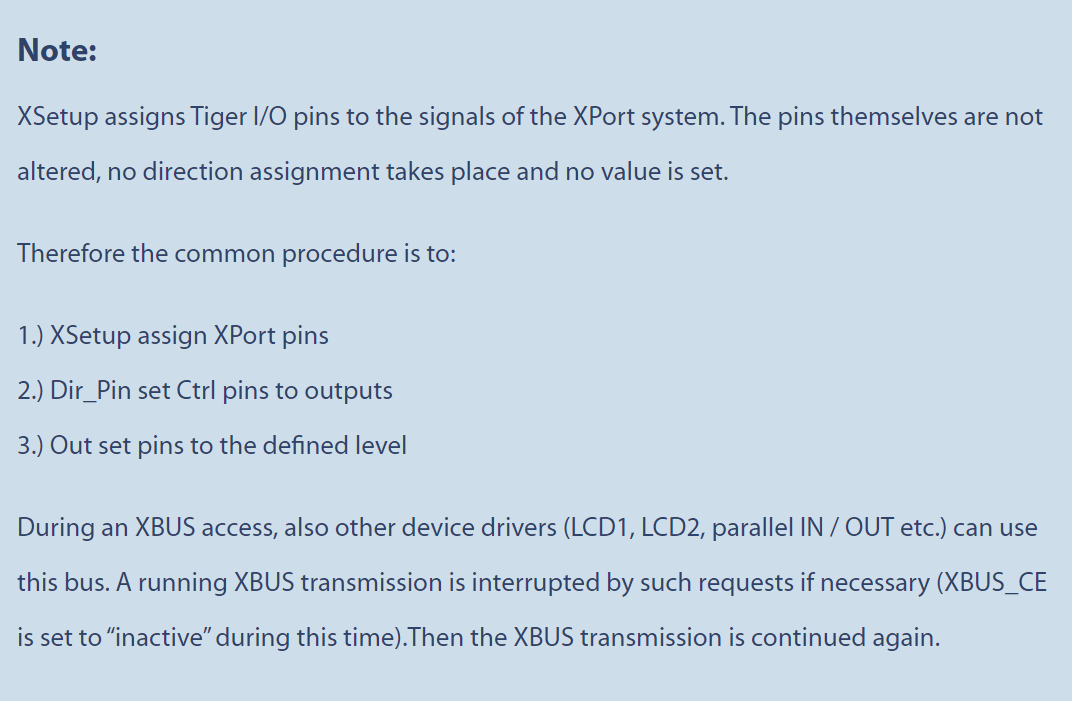 Note:
XSetup assigns Tiger I/O pins to the signals of the XPort system. The pins themselves are not
altered, no direction assignment takes place and no value is set.
Therefore the common procedure is to:
1.) XSetup assign XPort pins
2.) Dir_Pin set Ctrl pins to outputs
3.) Out set pins to the defined level
During an XBUS access, also other device drivers (LCD1, LCD2, parallel IN / OUT etc.) can use
this bus. A running XBUS transmission is interrupted by such requests if necessary (XBUS_CE
is set to “inactive” during this time).Then the XBUS transmission is continued again.